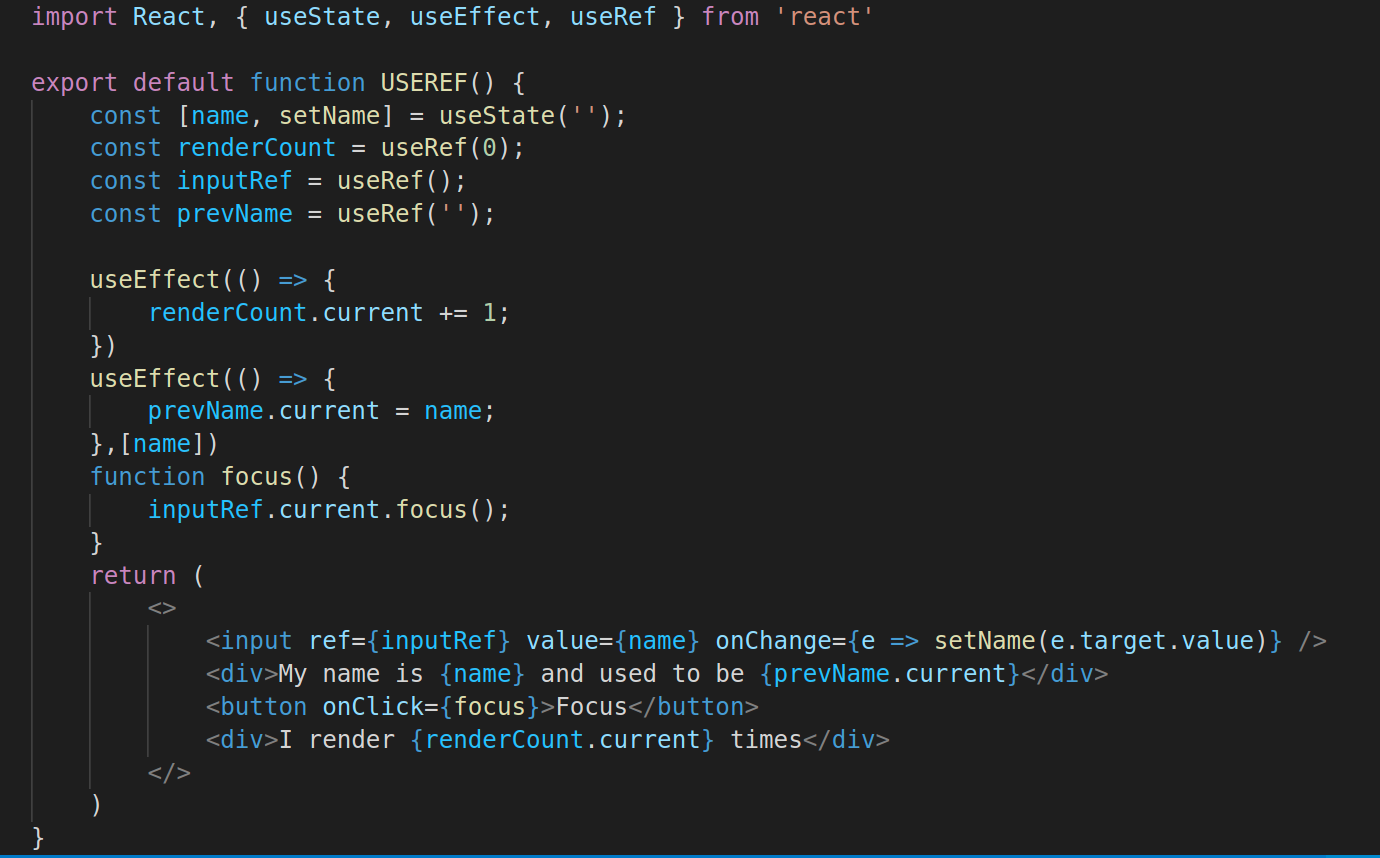 import React, { useState, useEffect, useRef } from 'react'
export default function USEREF() {
const [name, setName] = useState('');
const renderCount = useRef(0);
const inputRef = useRef();
const prevName = useRef('');
useEffect(() => {
renderCount.current += 1;
})
useEffect(() => {
prevName.current = name;
},[name])
function focus() {
inputRef.current.focus();
}
return (
<>
<input ref={inputRef} value={name} onChange={e => setName(e.target.value)} />
<div>My name is {name} and used to be {prevName.current}</div>
<button onClick={focus}>Focus</button>
<div>I render {renderCount.current} times</div>
</>
)
}